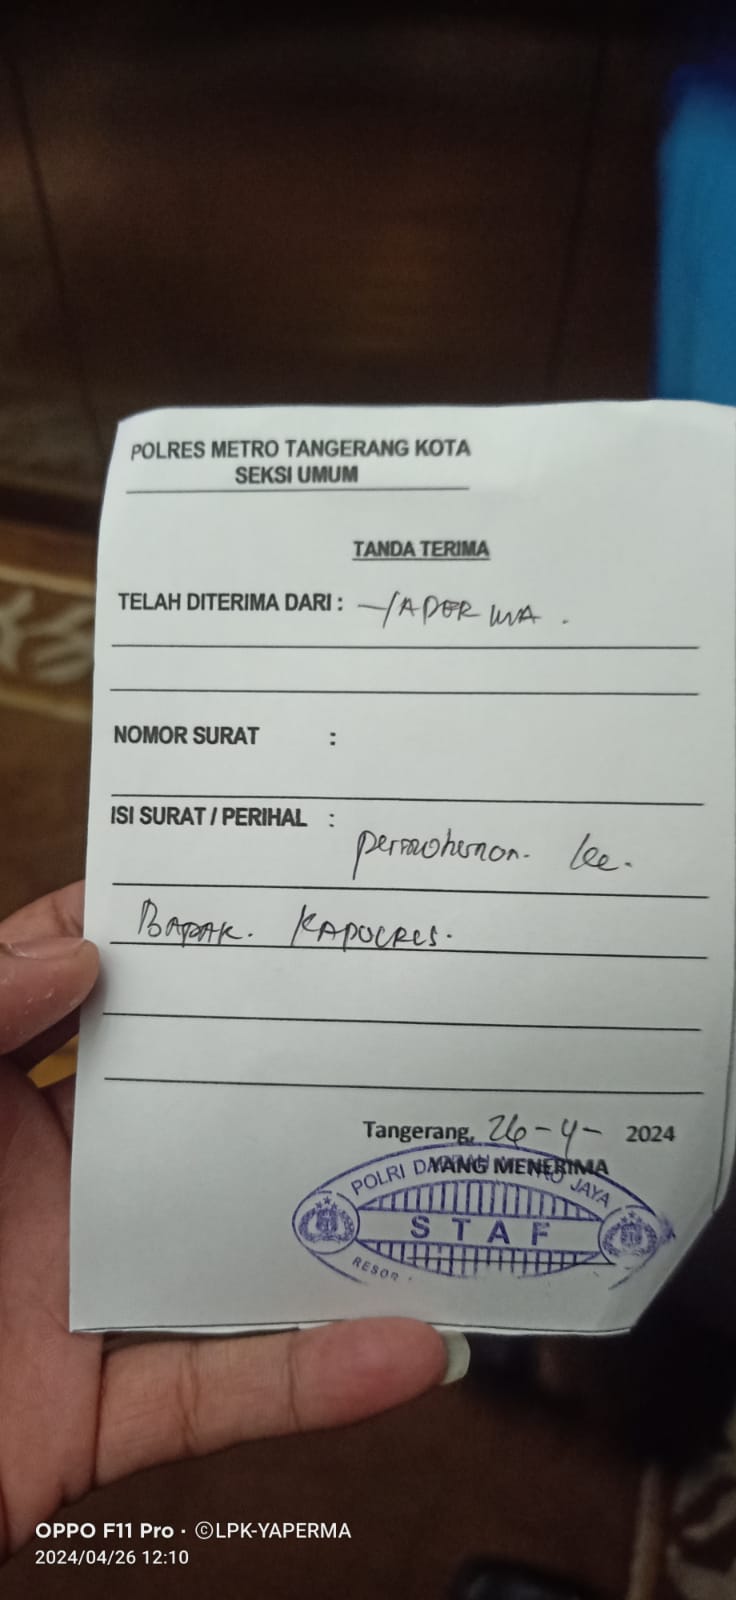 POLRES METRO TANGERANG KOTA
SEKSI UMUM
TANDA TERIMA
TELAH DITERIMA DARI : YAPERMA .
NOMOR SURAT :
ISI SURAT / PERIHAL :
permohonan. ke.
BAPAK. KAPOLRES.
Tangerang, 26-4- 2024
YANG MENERIMA
POLRI JAYA
STAF
RESOR
OPPO F11 Pro · ©LPK-YAPERMA
2024/04/26 12:10